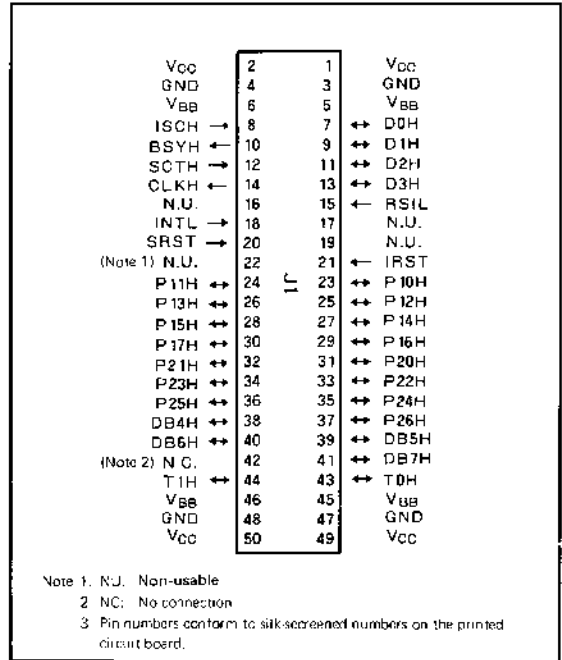 VCC 2 1 VCC
GND 4 3 GND
VBB 6 5 VBB
ISCH → 8 7 ↔ D0H
BSYH ← 10 9 ↔ D1H
SCTH → 12 11 ↔ D2H
CLKH ← 14 13 ↔ D3H
N.U. 16 15 ← RSIL
INTL → 18 17 N.U.
SRST → 20 19 N.U.
(Note 1) N.U. 22 21 ← IRST
P11H ↔ 24 J1 23 ↔ P10H
P13H ↔ 26 25 ↔ P12H
P15H ↔ 28 27 ↔ P14H
P17H ↔ 30 29 ↔ P16H
P21H ↔ 32 31 ↔ P20H
P23H ↔ 34 33 ↔ P22H
P25H ↔ 36 35 ↔ P24H
DB4H ↔ 38 37 ↔ P26H
DB6H ↔ 40 39 ↔ DB5H
(Note 2) N.C. 42 41 ↔ DB7H
T1H ↔ 44 43 ↔ T0H
VBB 46 45 VBB
GND 48 47 GND
VCC 50 49 VCC
Note 1. N.U. Non-usable
2 NC: No connection
3 Pin numbers conform to silk-secreened numbers on the printed
circuit board.